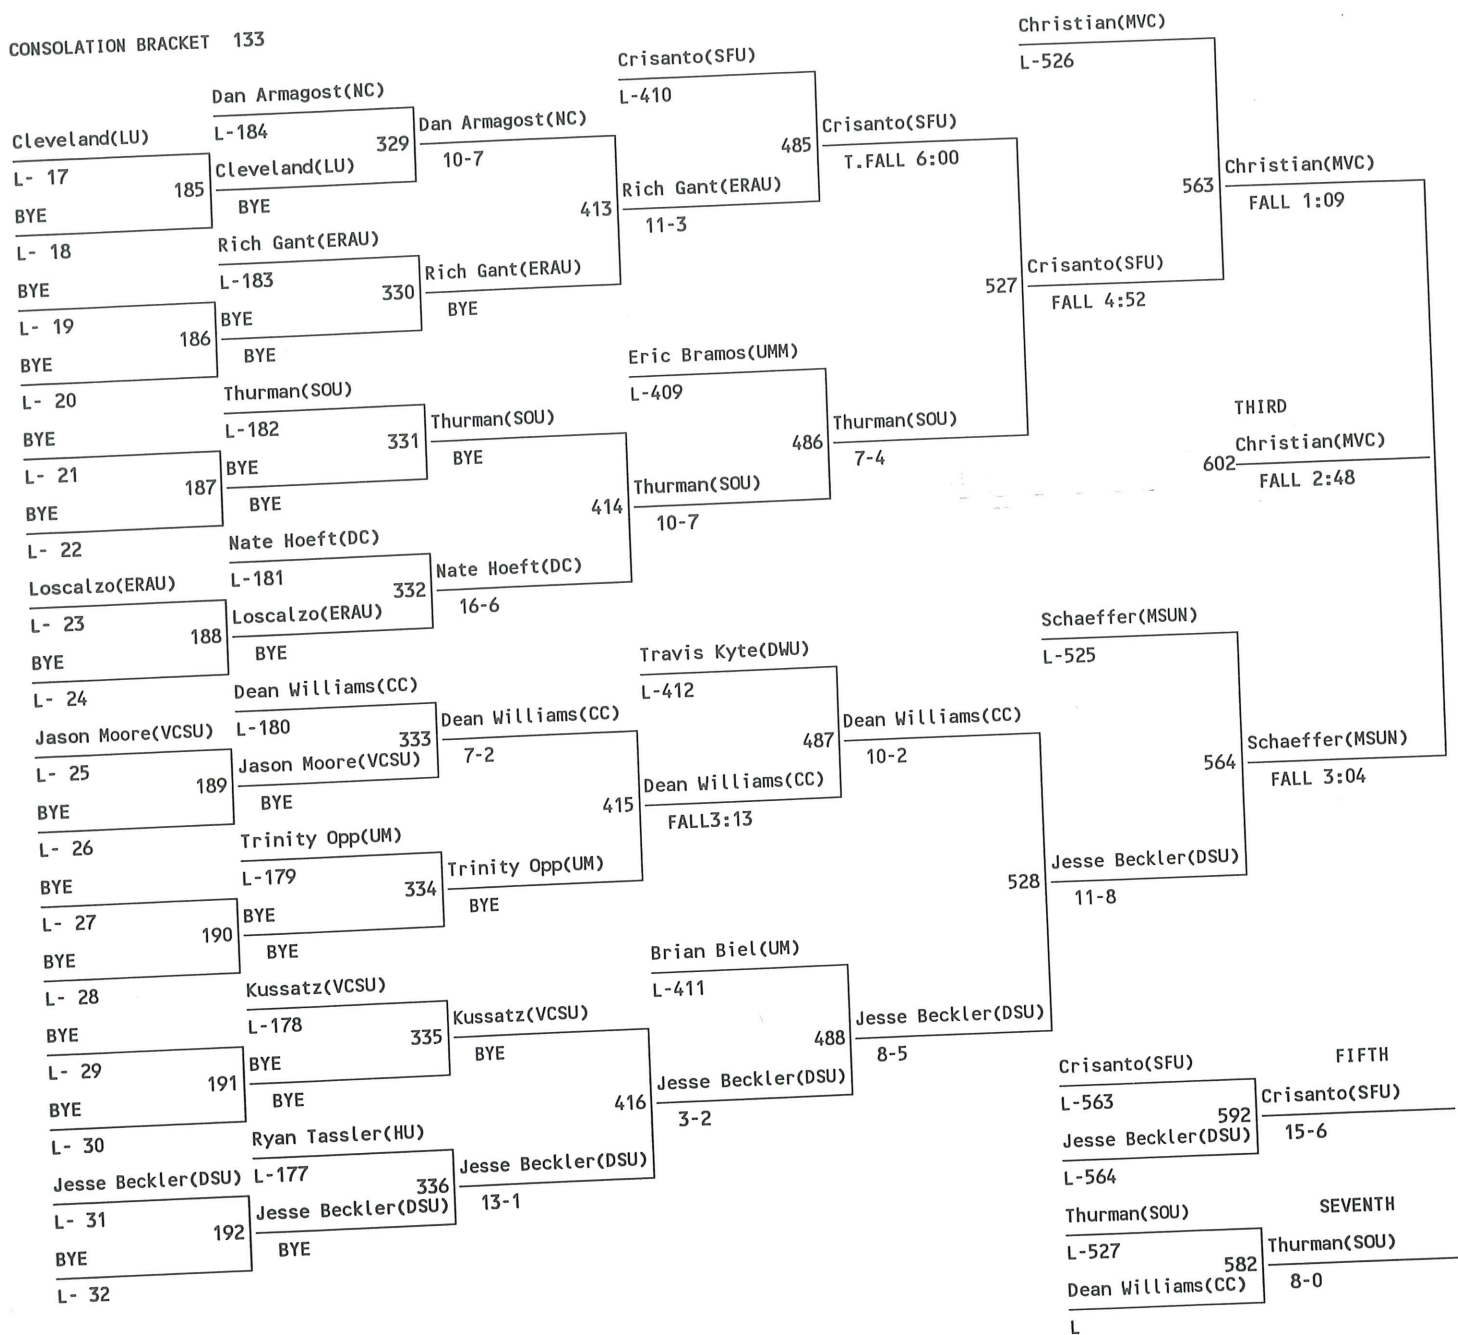 CONSOLATION BRACKET 133
Cleveland(LU)
L- 17
BYE
L- 18
185
BYE
L- 19
BYE
L- 20
186
BYE
L- 21
BYE
L- 22
187
Loscalzo(ERAU)
L- 23
BYE
L- 24
188
Jason Moore(VCSU)
L- 25
BYE
L- 26
189
BYE
L- 27
BYE
L- 28
190
BYE
L- 29
BYE
L- 30
191
Jesse Beckler(DSU)
L- 31
BYE
L- 32
192
Dan Armagost(NC)
L-184
329
Cleveland(LU)
BYE
Rich Gant(ERAU)
L-183
330
BYE
BYE
Thurman(SOU)
L-182
331
BYE
BYE
Nate Hoeft(DC)
L-181
332
Loscalzo(ERAU)
BYE
Dean Williams(CC)
L-180
333
Jason Moore(VCSU)
BYE
Trinity Opp(UM)
L-179
334
BYE
BYE
Kussatz(VCSU)
L-178
335
BYE
BYE
Ryan Tassler(HU)
L-177
336
Jesse Beckler(DSU)
BYE
Dan Armagost(NC)
10-7
413
Rich Gant(ERAU)
BYE
Thurman(SOU)
BYE
414
Nate Hoeft(DC)
16-6
Dean Williams(CC)
7-2
415
Trinity Opp(UM)
BYE
Kussatz(VCSU)
BYE
416
Jesse Beckler(DSU)
13-1
Crisanto(SFU)
L-410
485
Rich Gant(ERAU)
11-3
Eric Bramos(UMM)
L-409
486
Thurman(SOU)
10-7
Travis Kyte(DWU)
L-412
487
Dean Williams(CC)
FALL3:13
Brian Biel(UM)
L-411
488
Jesse Beckler(DSU)
3-2
Crisanto(SFU)
T.FALL 6:00
527
Thurman(SOU)
7-4
Dean Williams(CC)
10-2
528
Jesse Beckler(DSU)
8-5
Christian(MVC)
L-526
563
Crisanto(SFU)
FALL 4:52
Schaeffer(MSUN)
L-525
564
Jesse Beckler(DSU)
11-8
Christian(MVC)
FALL 1:09
THIRD
602
Christian(MVC)
FALL 2:48
Schaeffer(MSUN)
FALL 3:04
FIFTH
Crisanto(SFU)
L-563
592
Jesse Beckler(DSU)
L-564
Crisanto(SFU)
15-6
SEVENTH
Thurman(SOU)
L-527
582
Dean Williams(CC)
L
Thurman(SOU)
8-0